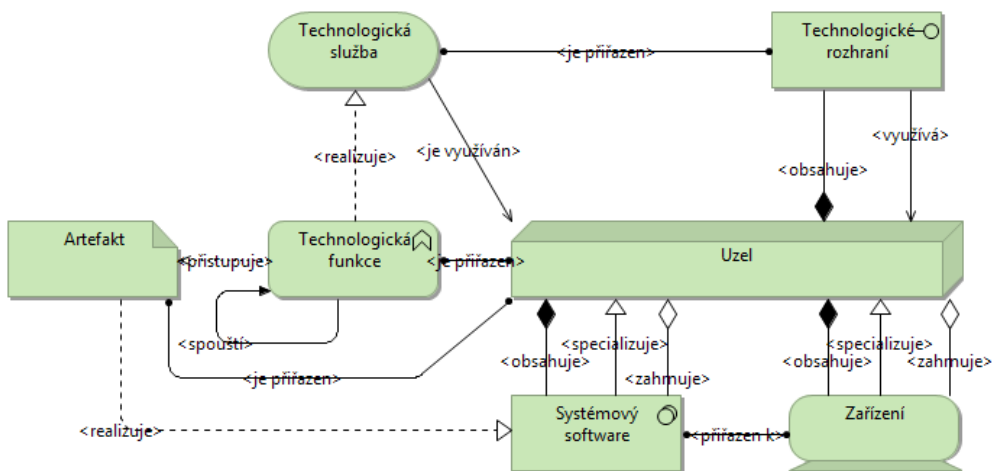 Technologická
služba
<je přiřazen>
Technologické
rozhraní
<realizuje>
<je využíván>
<využívá>
<obsahuje>
Artefakt
<přistupuje>
Technologická
funkce
<je přiřazen>
Uzel
<spouští>
<je přiřazen>
<specializuje>
<obsahuje>
<zahrnuje>
<specializuje>
<obsahuje>
<zahrnuje>
<realizuje>
Systémový
software
<přiřazen k>
Zařízení